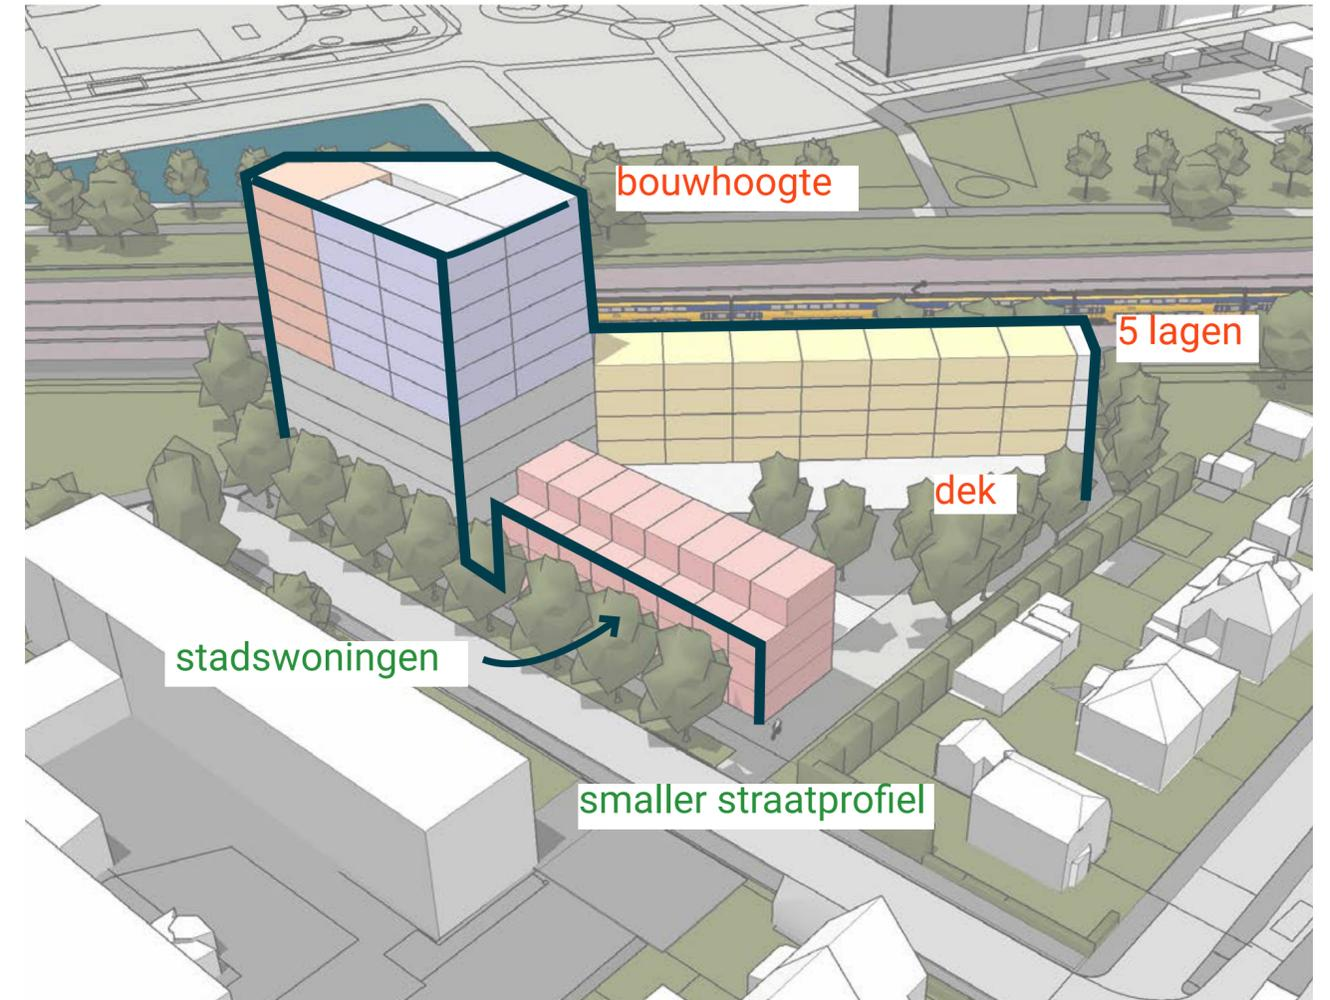 bouwhoogte
5 lagen
dek
stadswoningen
smaller straatprofiel